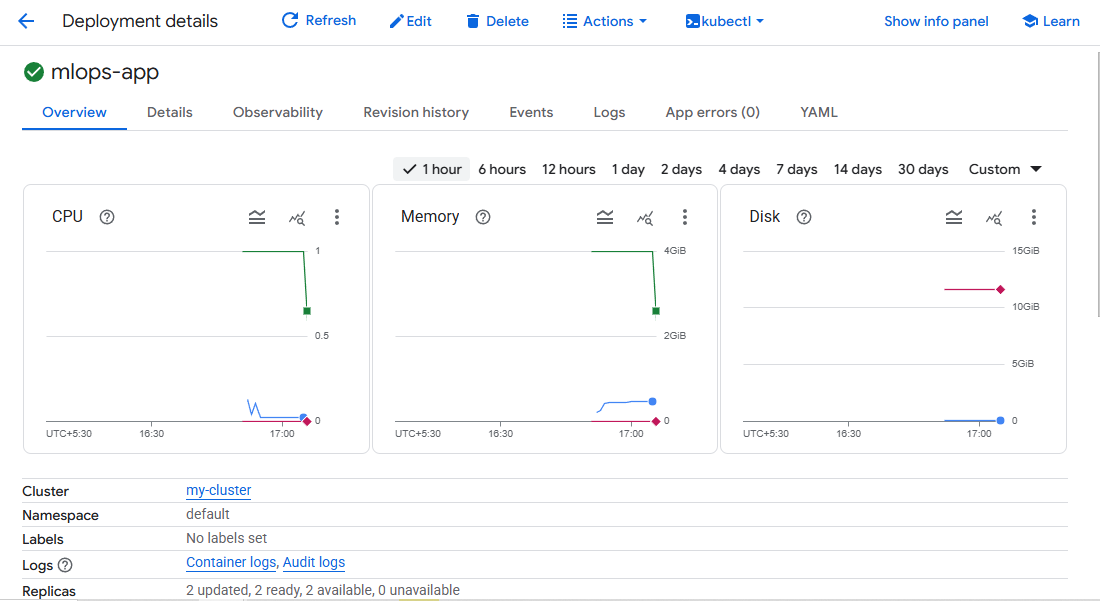 Deployment details Refresh Edit Delete Actions kubectl Show info panel Learn
mlops-app
Overview Details Observability Revision history Events Logs App errors (0) YAML
1 hour 6 hours 12 hours 1 day 2 days 4 days 7 days 14 days 30 days Custom
CPU
1
0.5
0
UTC+5:30 16:30 17:00
Memory
4GiB
2GiB
0
UTC+5:30 16:30 17:00
Disk
15GiB
10GiB
5GiB
0
UTC+5:30 16:30 17:00
Cluster my-cluster
Namespace default
Labels No labels set
Logs Container logs, Audit logs
Replicas 2 updated, 2 ready, 2 available, 0 unavailable